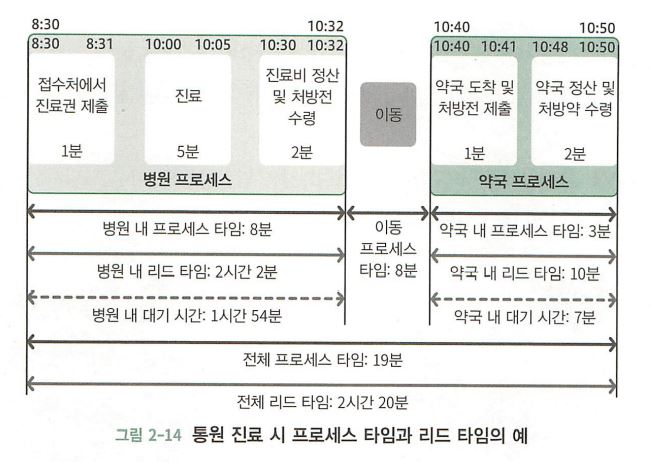 8:30 10:32 10:40 10:50
8:30 8:31 10:00 10:05 10:30 10:32 10:40 10:41 10:48 10:50
접수처에서
진료권 제출
1분
진료
5분
진료비 정산
및 처방전
수령
2분
병원 프로세스
이동
약국 도착 및
처방전 제출
1분
약국 정산 및
처방약 수령
2분
약국 프로세스
병원 내 프로세스 타임: 8분
이동
프로세스
타임: 8분
약국 내 프로세스 타임: 3분
병원 내 리드 타임: 2시간 2분
약국 내 리드 타임: 10분
병원 내 대기 시간: 1시간 54분
약국 내 대기 시간: 7분
전체 프로세스 타임: 19분
전체 리드 타임: 2시간 20분
그림 2-14 통원 진료 시 프로세스 타임과 리드 타임의 예